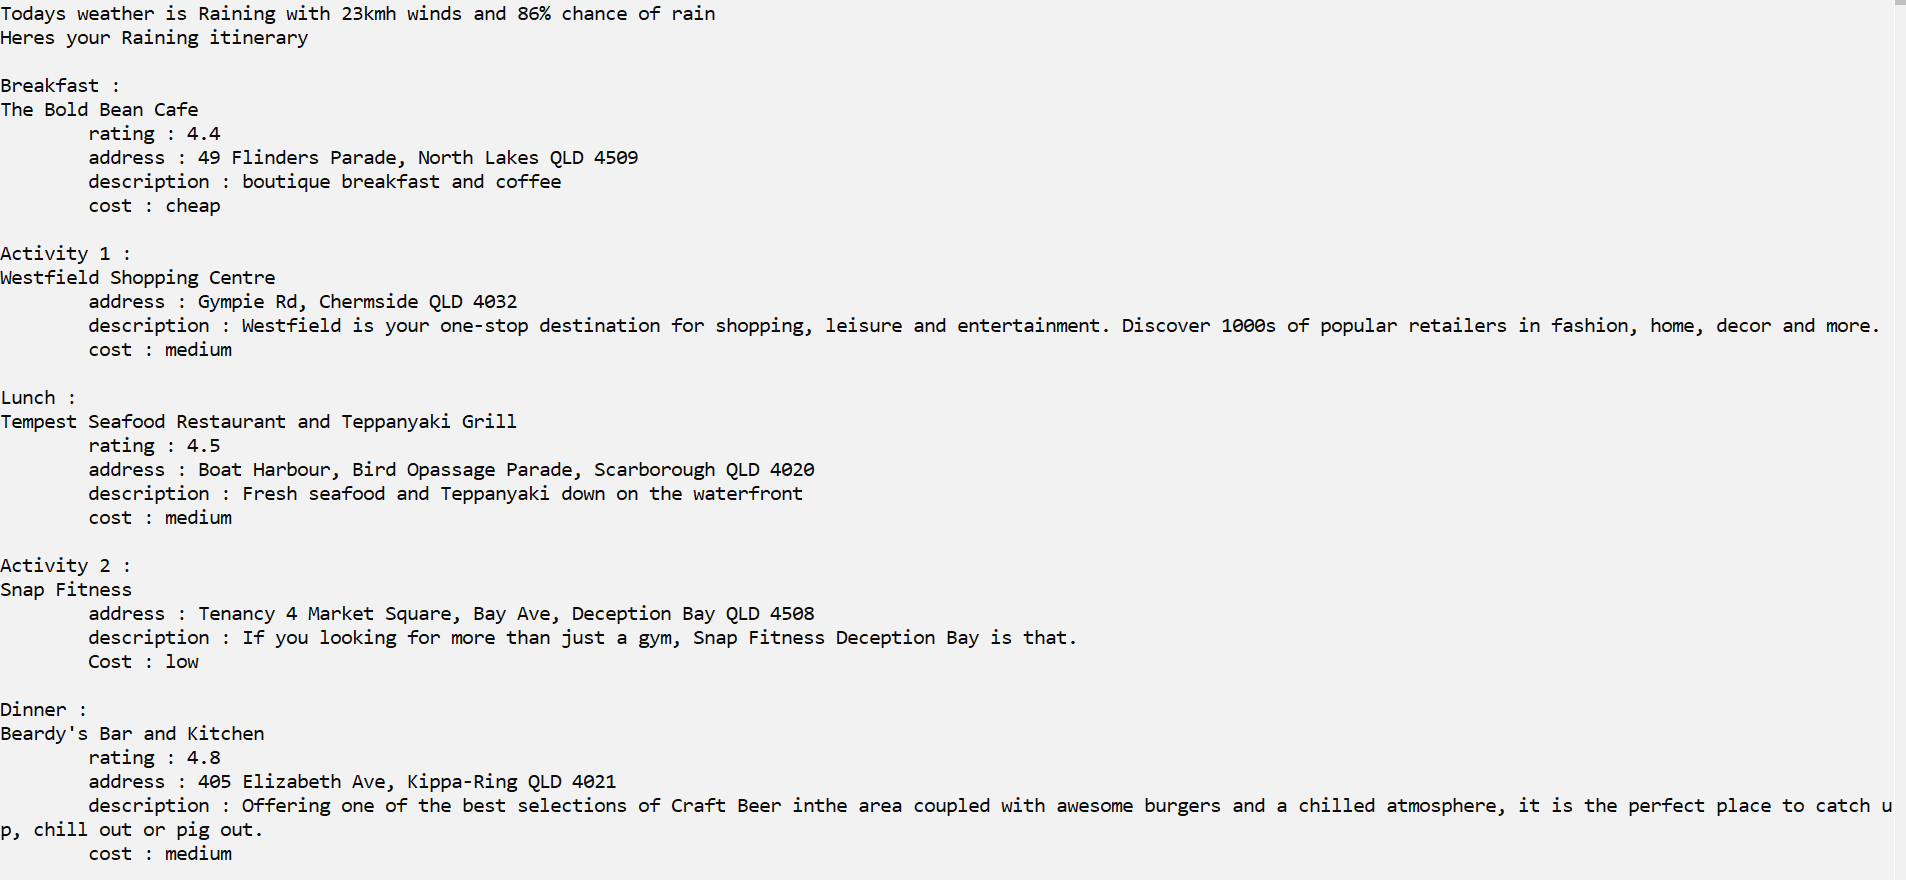 Todays weather is Raining with 23kmh winds and 86% chance of rain
Heres your Raining itinerary

Breakfast :
The Bold Bean Cafe
        rating : 4.4
        address : 49 Flinders Parade, North Lakes QLD 4509
        description : boutique breakfast and coffee
        cost : cheap

Activity 1 :
Westfield Shopping Centre
        address : Gympie Rd, Chermside QLD 4032
        description : Westfield is your one-stop destination for shopping, leisure and entertainment. Discover 1000s of popular retailers in fashion, home, decor and more.
        cost : medium

Lunch :
Tempest Seafood Restaurant and Teppanyaki Grill
        rating : 4.5
        address : Boat Harbour, Bird Opassage Parade, Scarborough QLD 4020
        description : Fresh seafood and Teppanyaki down on the waterfront
        cost : medium

Activity 2 :
Snap Fitness
        address : Tenancy 4 Market Square, Bay Ave, Deception Bay QLD 4508
        description : If you looking for more than just a gym, Snap Fitness Deception Bay is that.
        Cost : low

Dinner :
Beardy's Bar and Kitchen
        rating : 4.8
        address : 405 Elizabeth Ave, Kippa-Ring QLD 4021
        description : Offering one of the best selections of Craft Beer inthe area coupled with awesome burgers and a chilled atmosphere, it is the perfect place to catch u
p, chill out or pig out.
        cost : medium